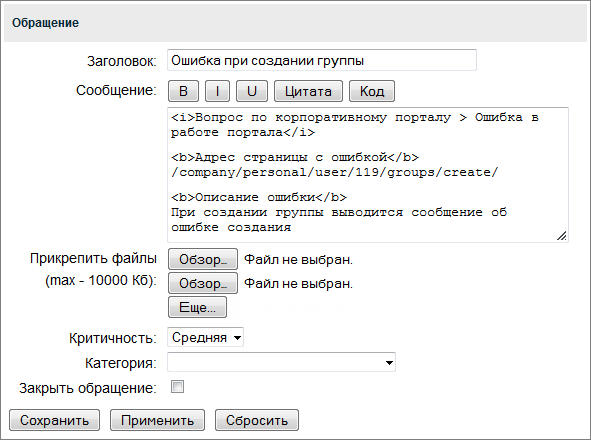 Обращение
Заголовок: Ошибка при создании группы
Сообщение: B I U Цитата Код
<i>Вопрос по корпоративному порталу > Ошибка в
работе портала</i>
<b>Адрес страницы с ошибкой</b>
/company/personal/user/119/groups/create/
<b>Описание ошибки</b>
При создании группы выводится сообщение об
ошибке создания
Прикрепить файлы Обзор... Файл не выбран.
(max - 10000 Кб): Обзор... Файл не выбран.
Еще...
Критичность: Средняя
Категория:
Закрыть обращение:
Сохранить Применить Сбросить